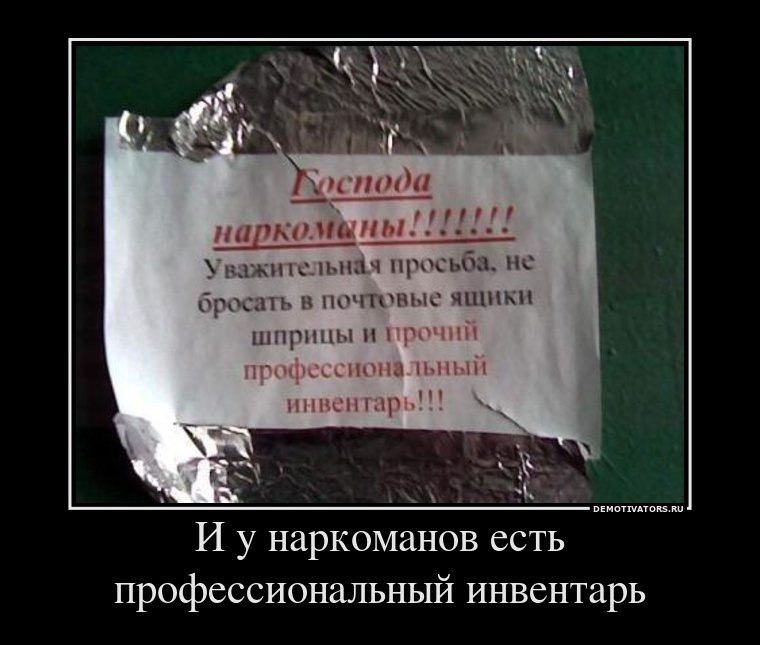 Господа
наркоманы!!!!!!!
Уважительная просьба, не
бросать в почтовые ящики
шприцы и прочий
профессиональный
инвентарь!!!
DEMOTIVATORS.RU
И у наркоманов есть
профессиональный инвентарь